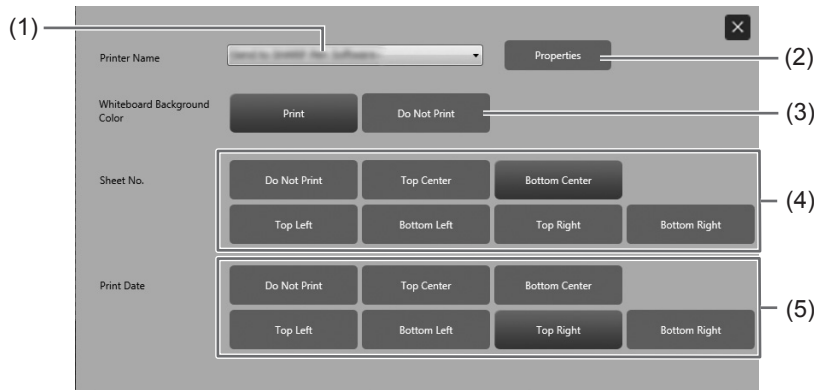 (1)
Printer Name
Properties
(2)
Whiteboard Background
Color
Print
Do Not Print
(3)
Sheet No.
Do Not Print
Top Center
Bottom Center
(4)
Top Left
Bottom Left
Top Right
Bottom Right
Print Date
Do Not Print
Top Center
Bottom Center
(5)
Top Left
Bottom Left
Top Right
Bottom Right